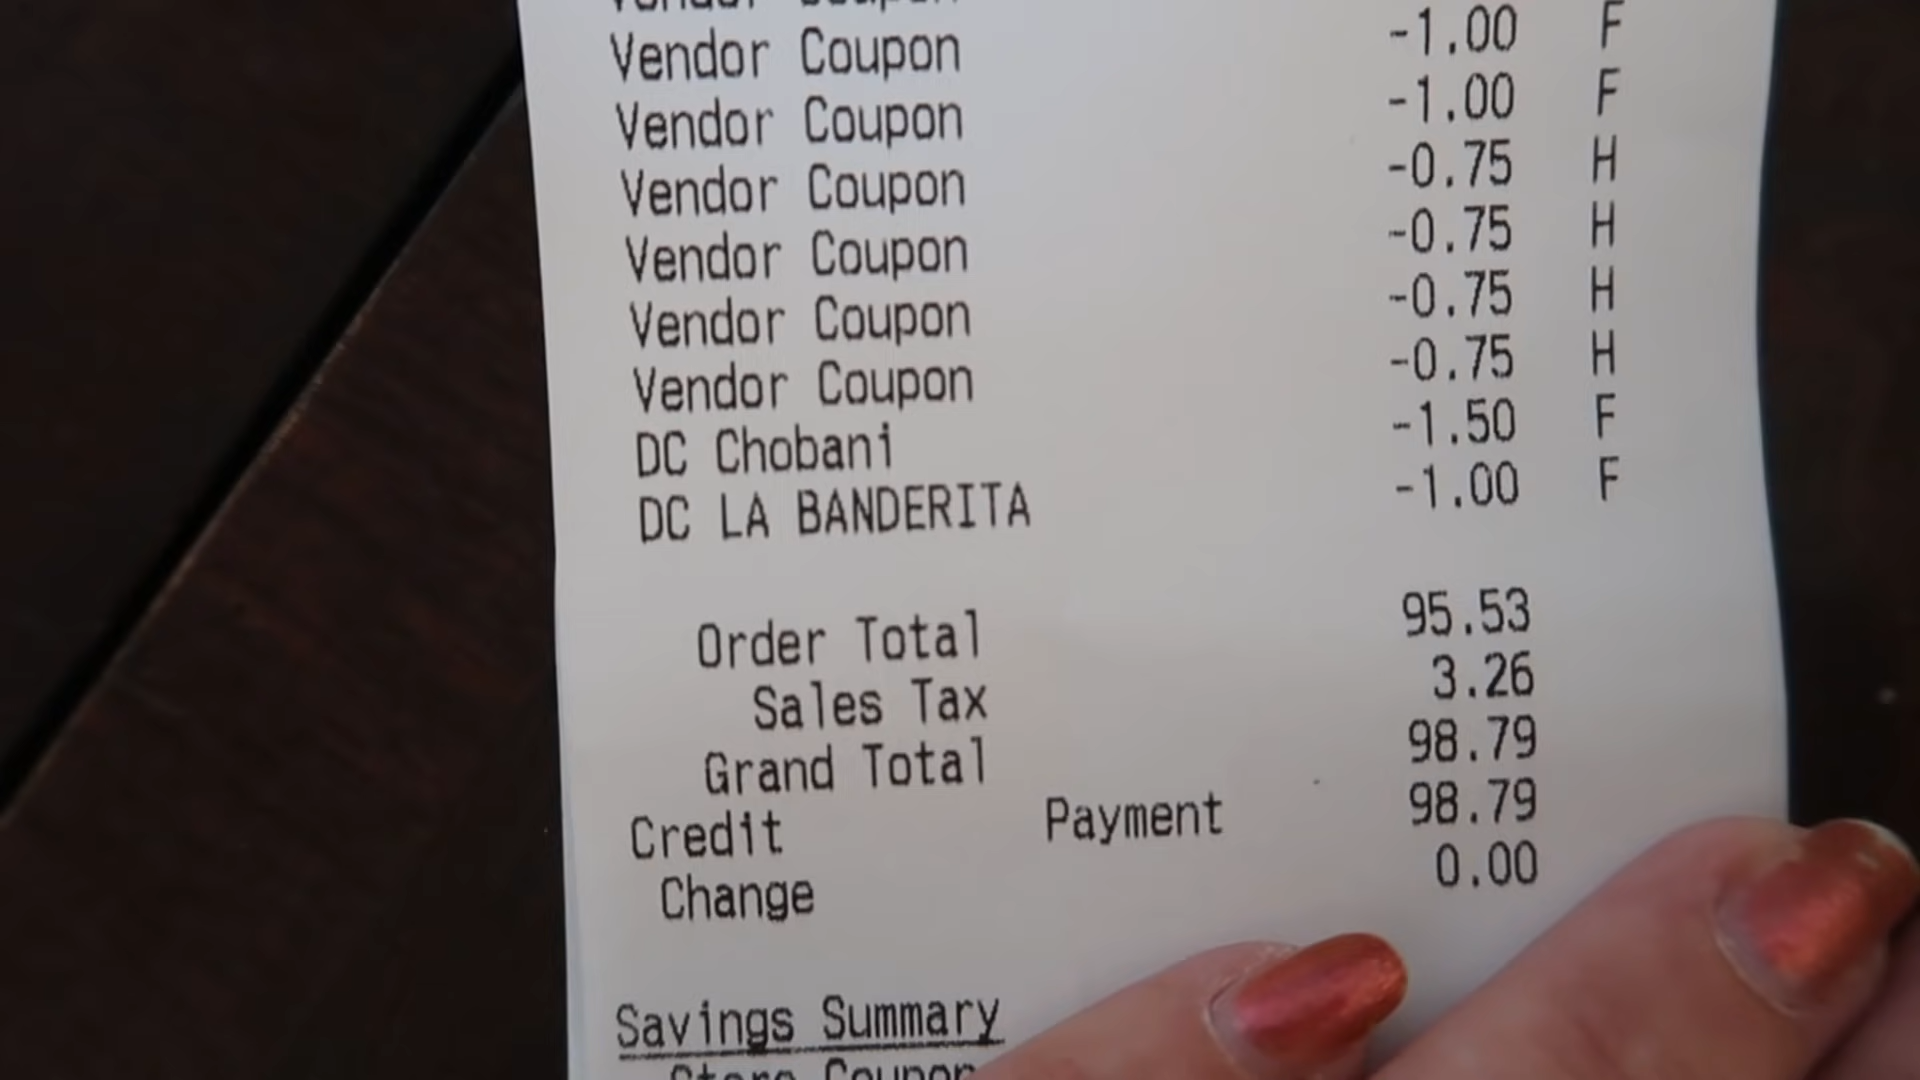 Vendor Coupon
Vendor Coupon -1.00 F
Vendor Coupon -1.00 F
Vendor Coupon -0.75 H
Vendor Coupon -0.75 H
Vendor Coupon -0.75 H
Vendor Coupon -0.75 H
DC Chobani -1.50 F
DC LA BANDERITA -1.00 F
Order Total 95.53
Sales Tax 3.26
Grand Total 98.79
Credit Payment 98.79
Change 0.00
Savings Summary
Store Coupon